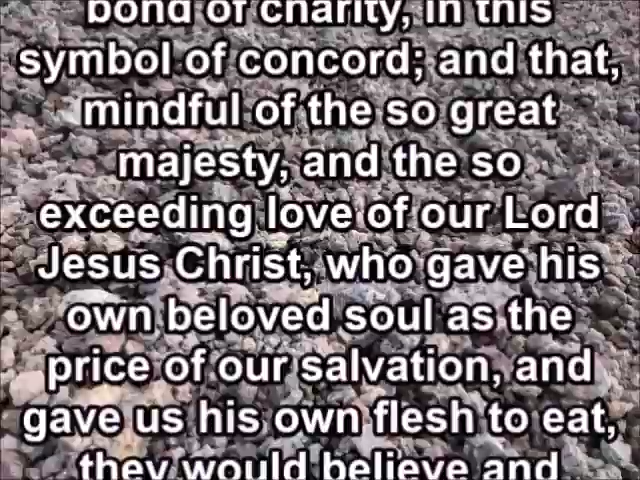 bond of charity, in this
symbol of concord; and that,
mindful of the so great
majesty, and the so
exceeding love of our Lord
Jesus Christ, who gave his
own beloved soul as the
price of our salvation, and
gave us his own flesh to eat,
they would believe and